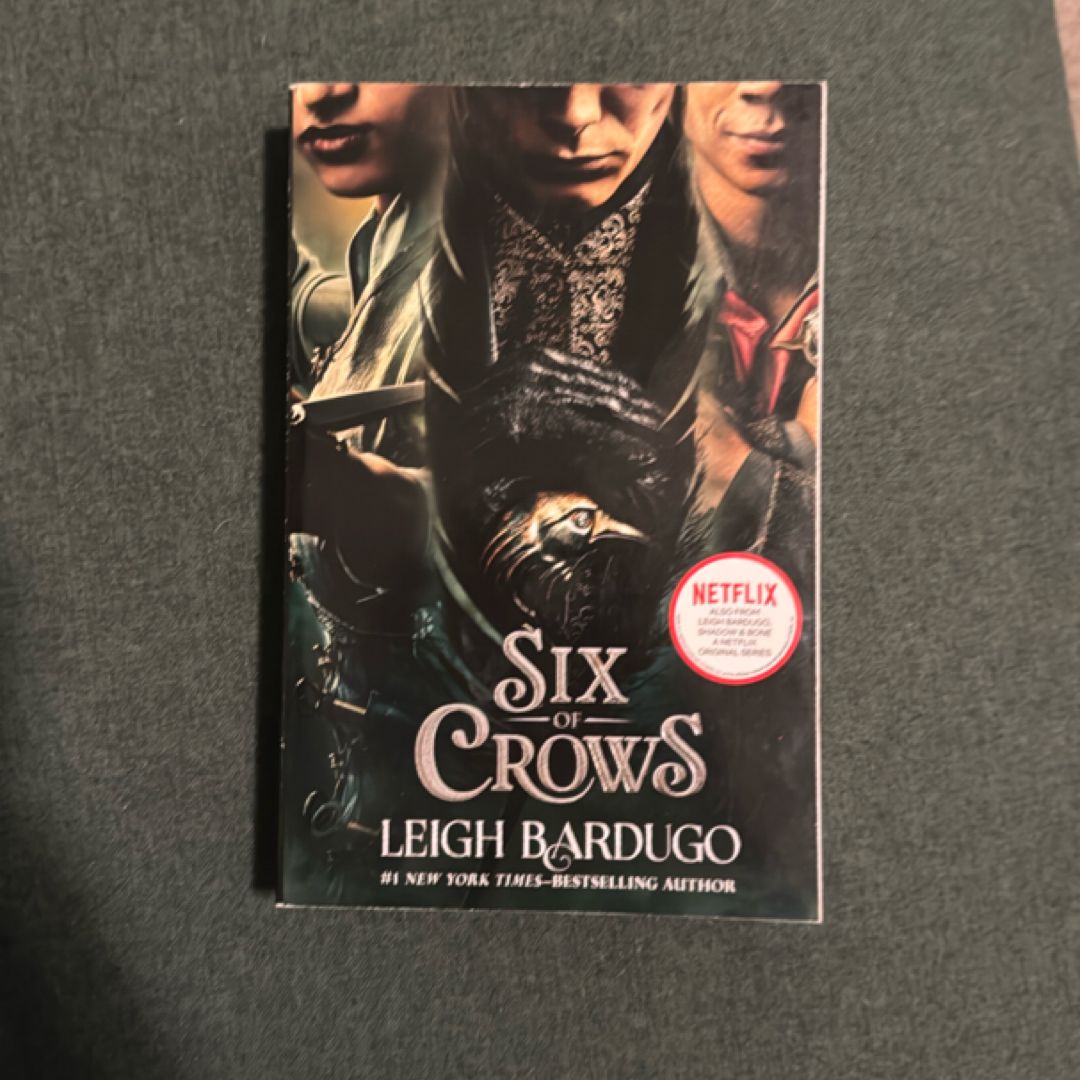 NETFLIX
ALSO FROM
LEIGH BARDUGO,
SHADOW & BONE
A NETFLIX
ORIGINAL SERIES
SIX
OF
CROWS
LEIGH BARDUGO
#1 NEW YORK TIMES–BESTSELLING AUTHOR